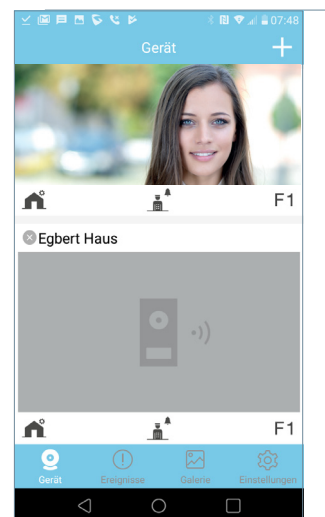 07:48
Gerät
F1
Egbert Haus
F1
Gerät Ereignisse Galerie Einstellungen